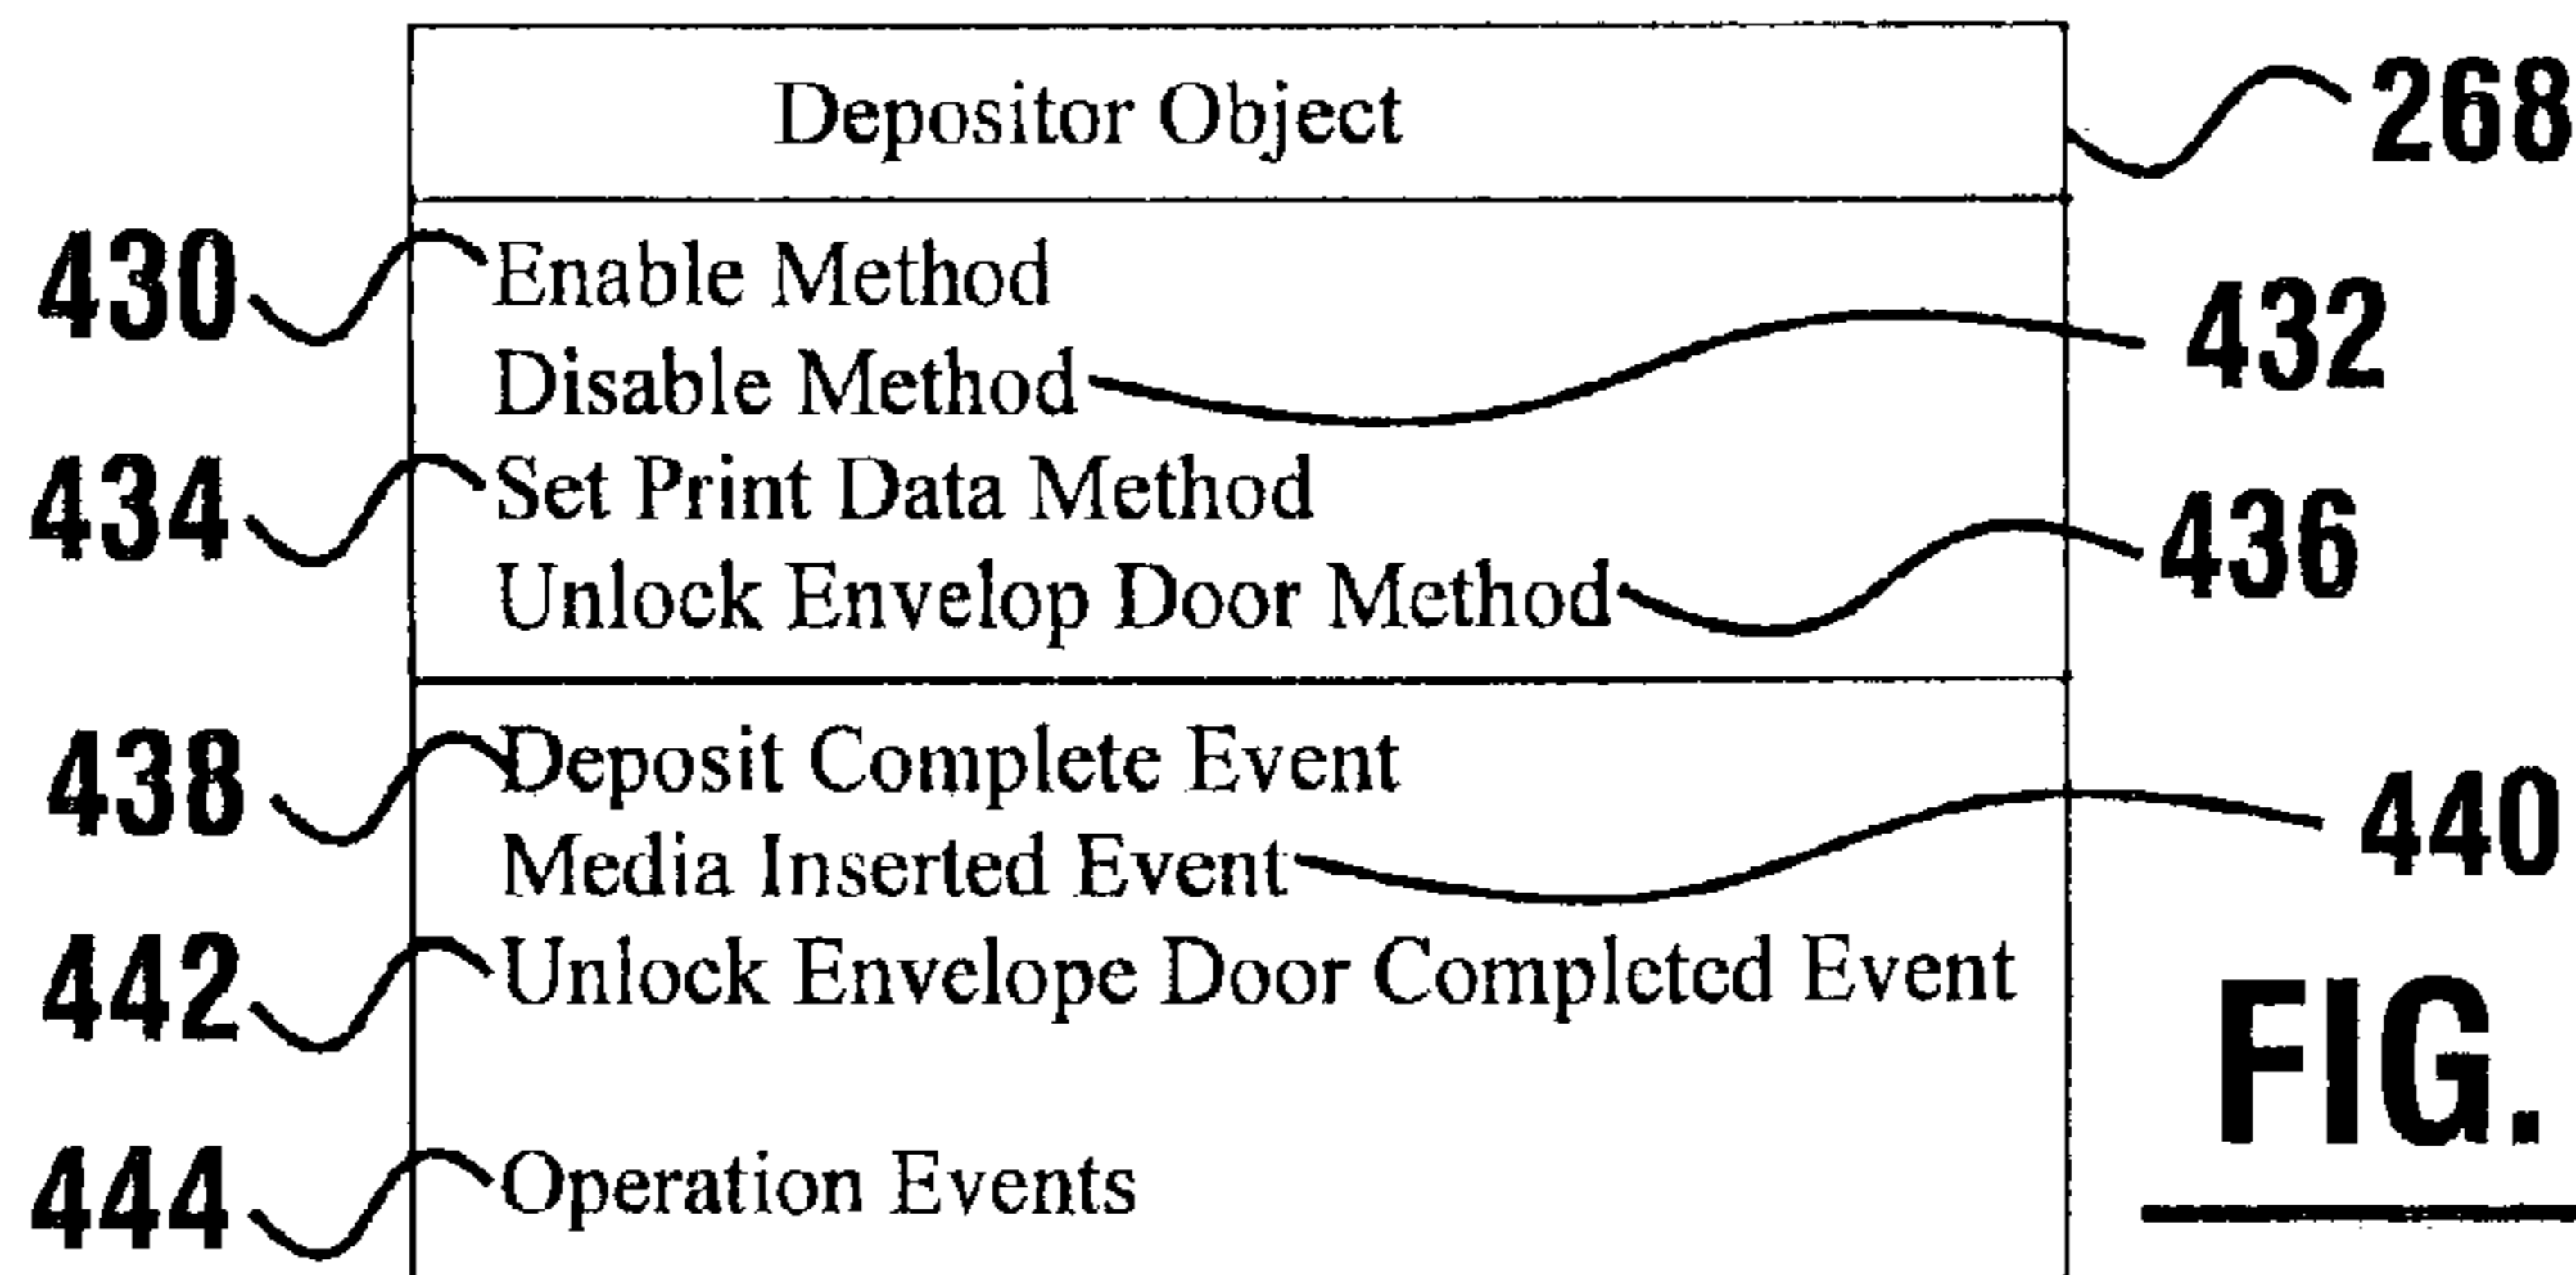 Depositor Object 268
430 Enable Method
Disable Method 432
434 Set Print Data Method
Unlock Envelop Door Method 436
438 Deposit Complete Event
Media Inserted Event 440
442 Unlock Envelope Door Completed Event
FIG.
444 Operation Events